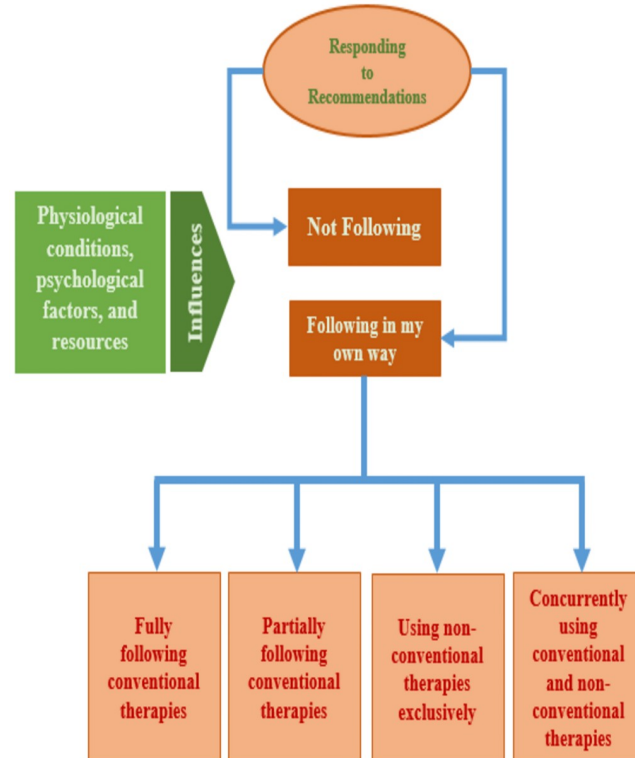 Responding
to
Recommendations
Physiological
conditions,
psychological
factors, and
resources
Influences
Not Following
Following in my
own way
Fully
following
conventional
therapies
Partially
following
conventional
therapies
Using non-
conventional
therapies
exclusively
Concurrently
using
conventional
and non-
conventional
therapies